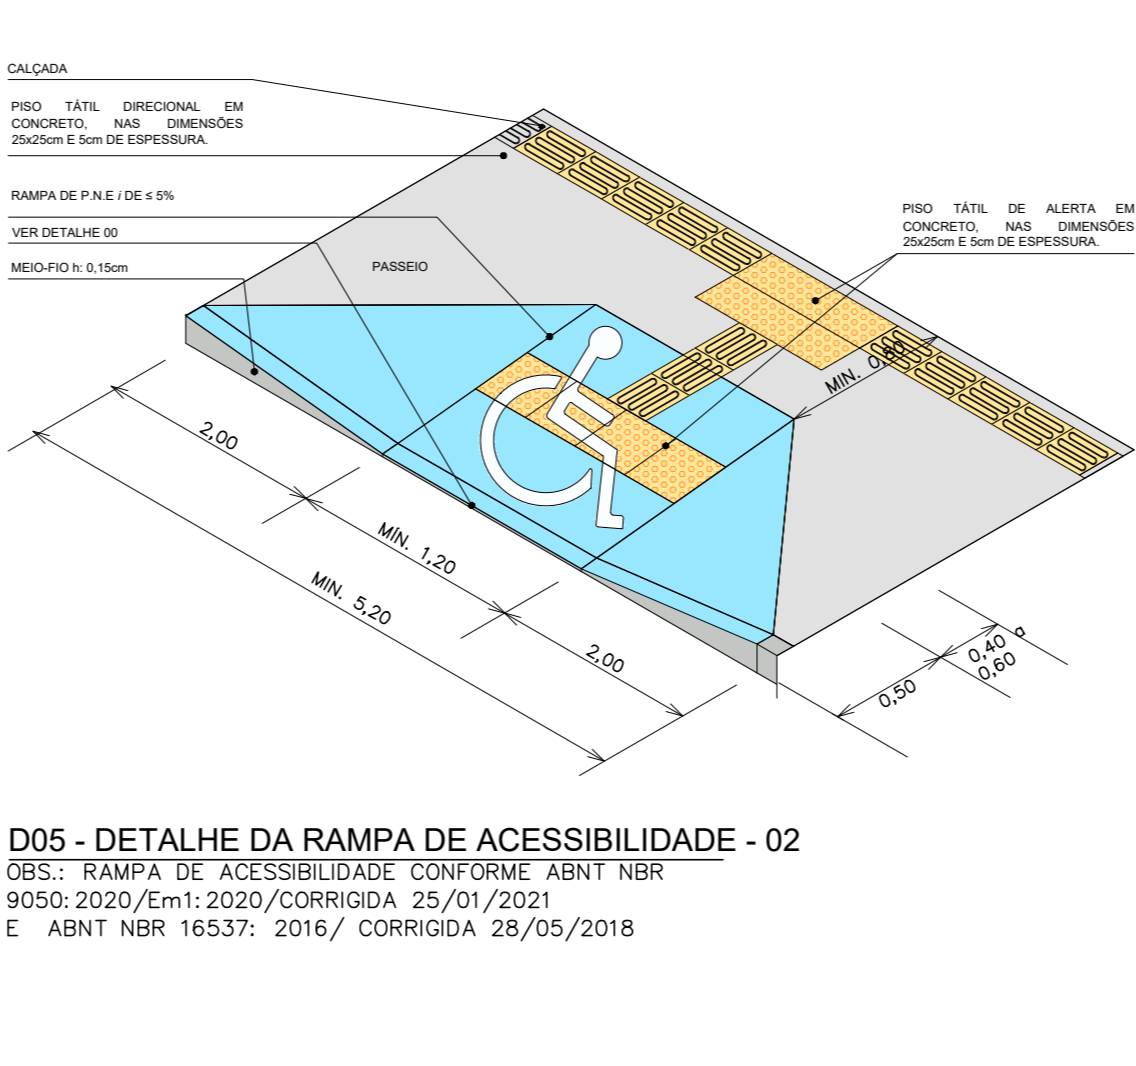 CALÇADA
PISO TÁTIL DIRECIONAL EM
CONCRETO, NAS DIMENSÕES
25x25cm E 5cm DE ESPESSURA.
RAMPA DE P.N.E i DE ≤ 5%
VER DETALHE 00
MEIO-FIO h: 0,15cm
PASSEIO
PISO TÁTIL DE ALERTA EM
CONCRETO, NAS DIMENSÕES
25x25cm E 5cm DE ESPESSURA.
MIN. 0,80
2,00
MÍN. 1,20
MIN. 5,20
2,00
0,50
0,40 a
0,60
D05 - DETALHE DA RAMPA DE ACESSIBILIDADE - 02
OBS.: RAMPA DE ACESSIBILIDADE CONFORME ABNT NBR
9050:2020/Em1:2020/CORRIGIDA 25/01/2021
E ABNT NBR 16537: 2016/ CORRIGIDA 28/05/2018